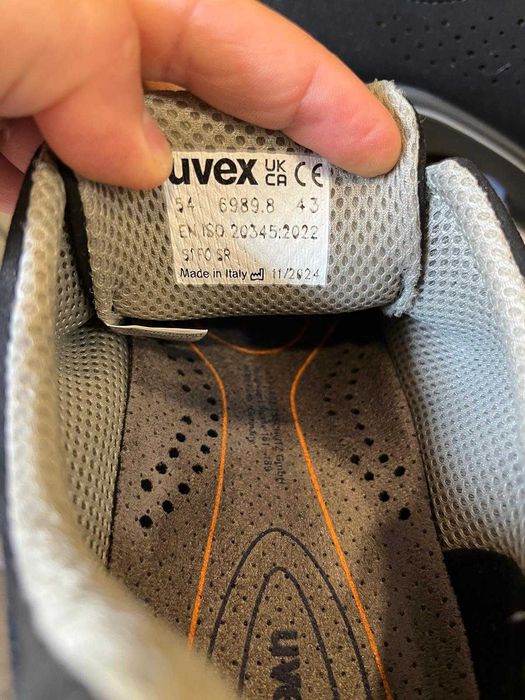 uvex UK CA CE
54 6989.8 43
EN ISO 20345:2022
S1 FO SR
Made in Italy 11/2024
uve